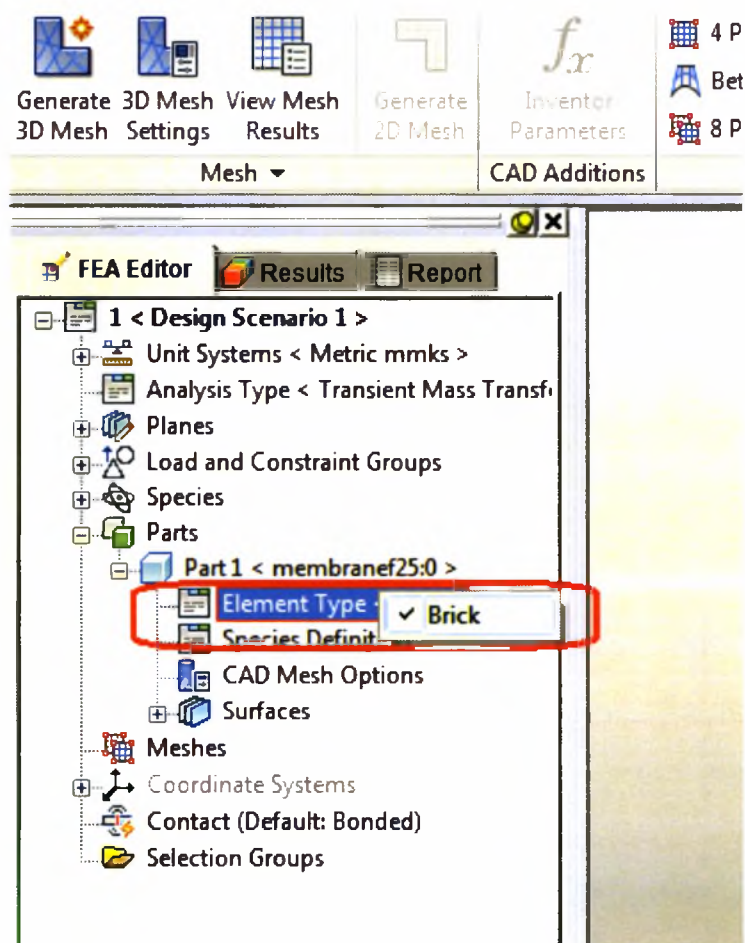 Generate 3D Mesh View Mesh
3D Mesh Settings Results
Generate
2D Mesh
Inventor
Parameters
4 P
Bet
8 P
Mesh
CAD Additions
FEA Editor Results Report
1 < Design Scenario 1 >
Unit Systems < Metric mmks >
Analysis Type < Transient Mass Transf
Planes
Load and Constraint Groups
Species
Parts
Part 1 < membranef25:0 >
Element Type
Brick
Species Definit
CAD Mesh Options
Surfaces
Meshes
Coordinate Systems
Contact (Default: Bonded)
Selection Groups